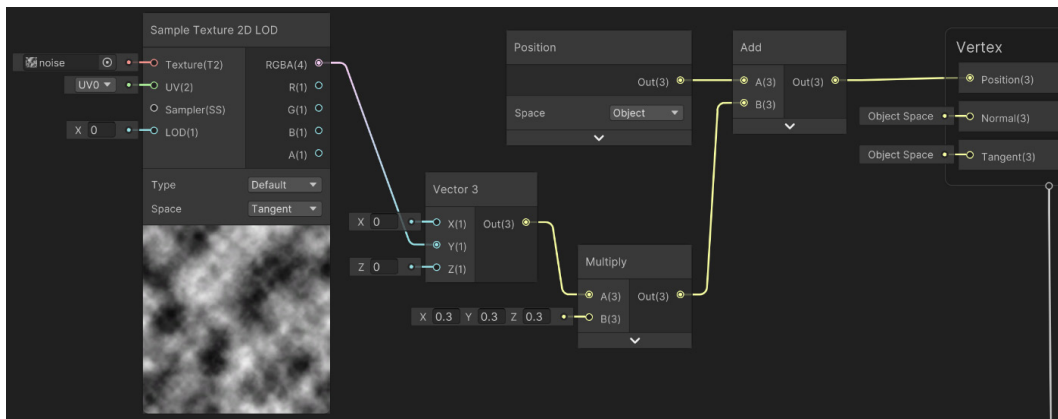 Sample Texture 2D LOD
noise
Texture(T2)
RGBA(4)
UV0
UV(2)
R(1)
Sampler(SS)
G(1)
X 0
LOD(1)
B(1)
A(1)
Type
Default
Space
Tangent
Vector 3
X 0
X(1)
Out(3)
Y(1)
Z 0
Z(1)
Position
Out(3)
Space
Object
Multiply
A(3)
Out(3)
X 0.3 Y 0.3 Z 0.3
B(3)
Add
A(3)
Out(3)
B(3)
Vertex
Position(3)
Object Space
Normal(3)
Object Space
Tangent(3)